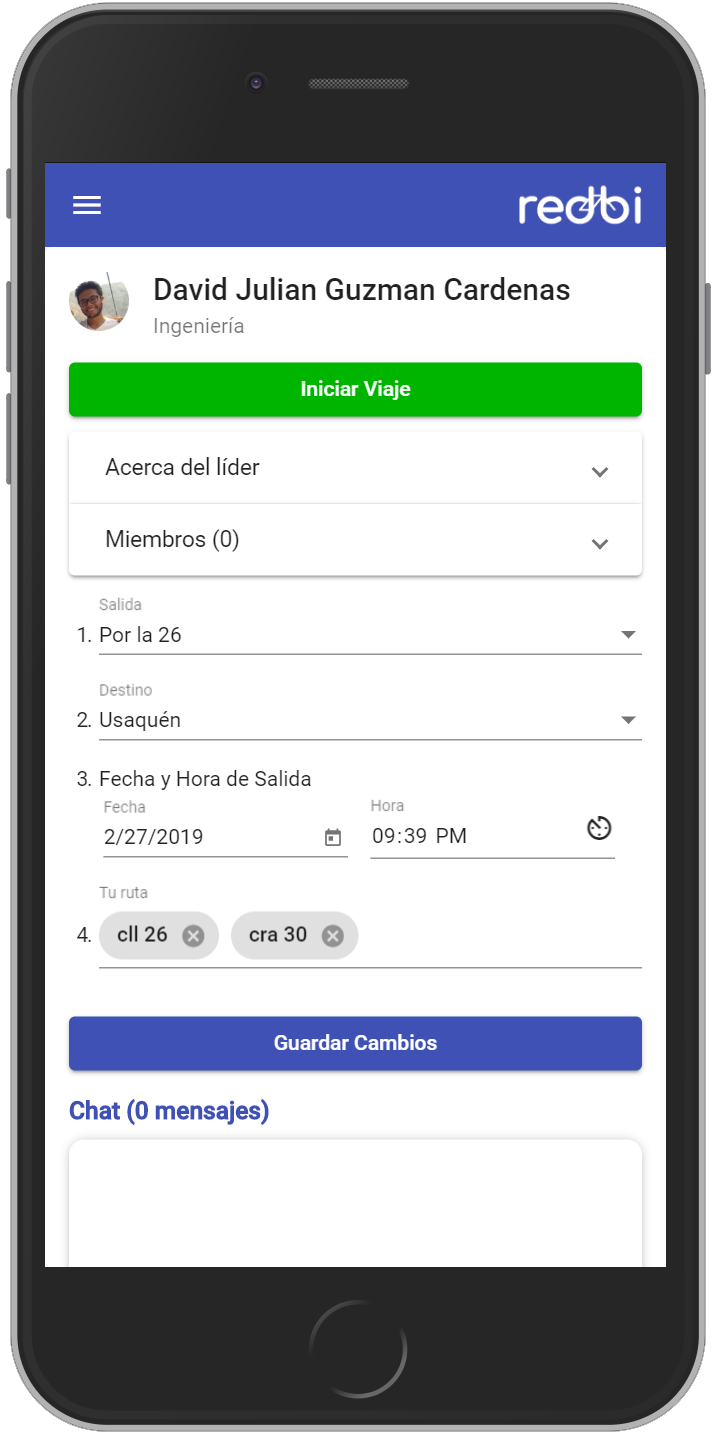 redbi
David Julian Guzman Cardenas
Ingeniería
Iniciar Viaje
Acerca del líder
Miembros (0)
Salida
1. Por la 26
Destino
2. Usaquén
3. Fecha y Hora de Salida
Fecha Hora
2/27/2019 09:39 PM
Tu ruta
4. cll 26 cra 30
Guardar Cambios
Chat (0 mensajes)